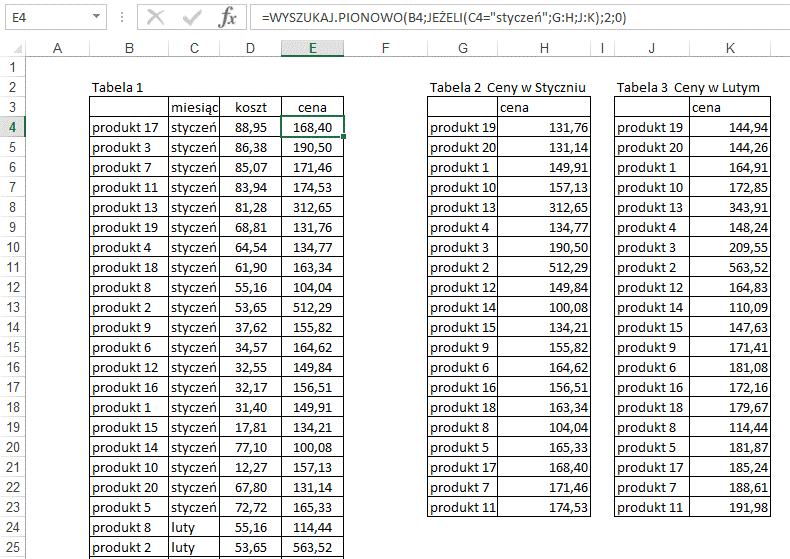 E4 =WYSZUKAJ.PIONOWO(B4;JEŻELI(C4="styczeń";G:H;J:K);2;0)
A B C D E F G H I J K
1
2 Tabela 1 Tabela 2 Ceny w Styczniu Tabela 3 Ceny w Lutym
3 miesiąc koszt cena cena cena
4 produkt 17 styczeń 88,95 168,40 produkt 19 131,76 produkt 19 144,94
5 produkt 3 styczeń 86,38 190,50 produkt 20 131,14 produkt 20 144,26
6 produkt 7 styczeń 85,07 171,46 produkt 1 149,91 produkt 1 164,91
7 produkt 11 styczeń 83,94 174,53 produkt 10 157,13 produkt 10 172,85
8 produkt 13 styczeń 81,28 312,65 produkt 13 312,65 produkt 13 343,91
9 produkt 19 styczeń 68,81 131,76 produkt 4 134,77 produkt 4 148,24
10 produkt 4 styczeń 64,54 134,77 produkt 3 190,50 produkt 3 209,55
11 produkt 18 styczeń 61,90 163,34 produkt 2 512,29 produkt 2 563,52
12 produkt 8 styczeń 55,16 104,04 produkt 12 149,84 produkt 12 164,83
13 produkt 2 styczeń 53,65 512,29 produkt 14 100,08 produkt 14 110,09
14 produkt 9 styczeń 37,62 155,82 produkt 15 134,21 produkt 15 147,63
15 produkt 6 styczeń 34,57 164,62 produkt 9 155,82 produkt 9 171,41
16 produkt 12 styczeń 32,55 149,84 produkt 6 164,62 produkt 6 181,08
17 produkt 16 styczeń 32,17 156,51 produkt 16 156,51 produkt 16 172,16
18 produkt 1 styczeń 31,40 149,91 produkt 18 163,34 produkt 18 179,67
19 produkt 15 styczeń 17,81 134,21 produkt 8 104,04 produkt 8 114,44
20 produkt 14 styczeń 77,10 100,08 produkt 5 165,33 produkt 5 181,87
21 produkt 10 styczeń 12,27 157,13 produkt 17 168,40 produkt 17 185,24
22 produkt 20 styczeń 67,80 131,14 produkt 7 171,46 produkt 7 188,61
23 produkt 5 styczeń 72,72 165,33 produkt 11 174,53 produkt 11 191,98
24 produkt 8 luty 55,16 114,44
25 produkt 2 luty 53,65 563,52